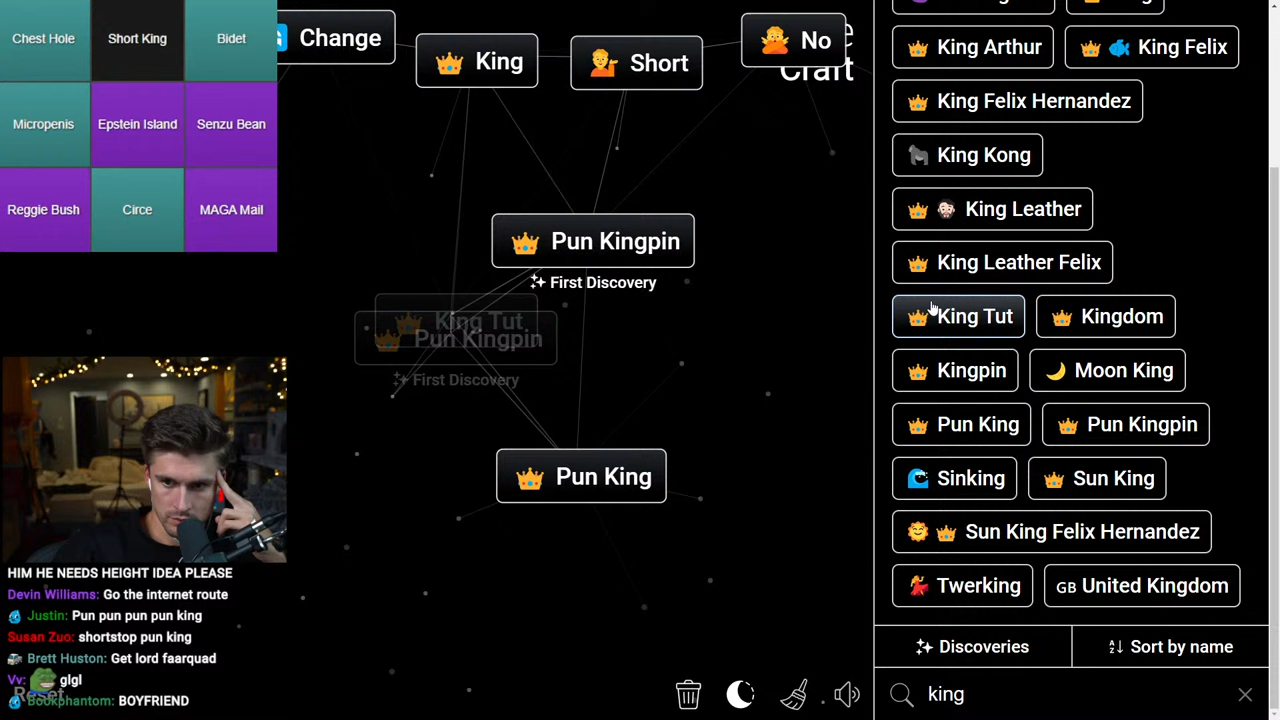 Chest Hole
Short King
Bidet
Micropenis
Epstein Island
Senzu Bean
Reggie Bush
Circe
MAGA Mail
Change
King
Short
No
Craft
Pun Kingpin
First Discovery
King Tut
Pun Kingpin
First Discovery
Pun King
King Arthur
King Felix
King Felix Hernandez
King Kong
King Leather
King Leather Felix
King Tut
Kingdom
Kingpin
Moon King
Pun King
Pun Kingpin
Sinking
Sun King
Sun King Felix Hernandez
Twerking
GB United Kingdom
Discoveries
Sort by name
king
HIM HE NEEDS HEIGHT IDEA PLEASE
Devin Williams: Go the internet route
Justin: Pun pun pun pun king
Susan Zuo: shortstop pun king
Brett Huston: Get lord faarquad
Vv: glgl
Reset
Bookphantom: BOYFRIEND